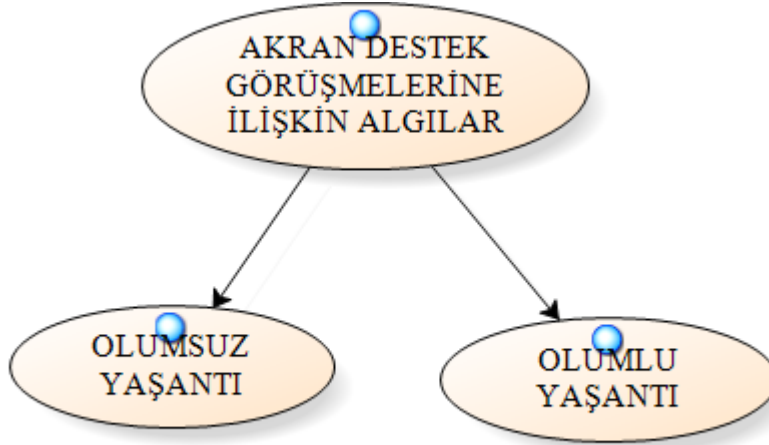 AKRAN DESTEK
GÖRÜŞMELERİNE
İLİŞKİN ALGILAR
OLUMSUZ
YAŞANTI
OLUMLU
YAŞANTI